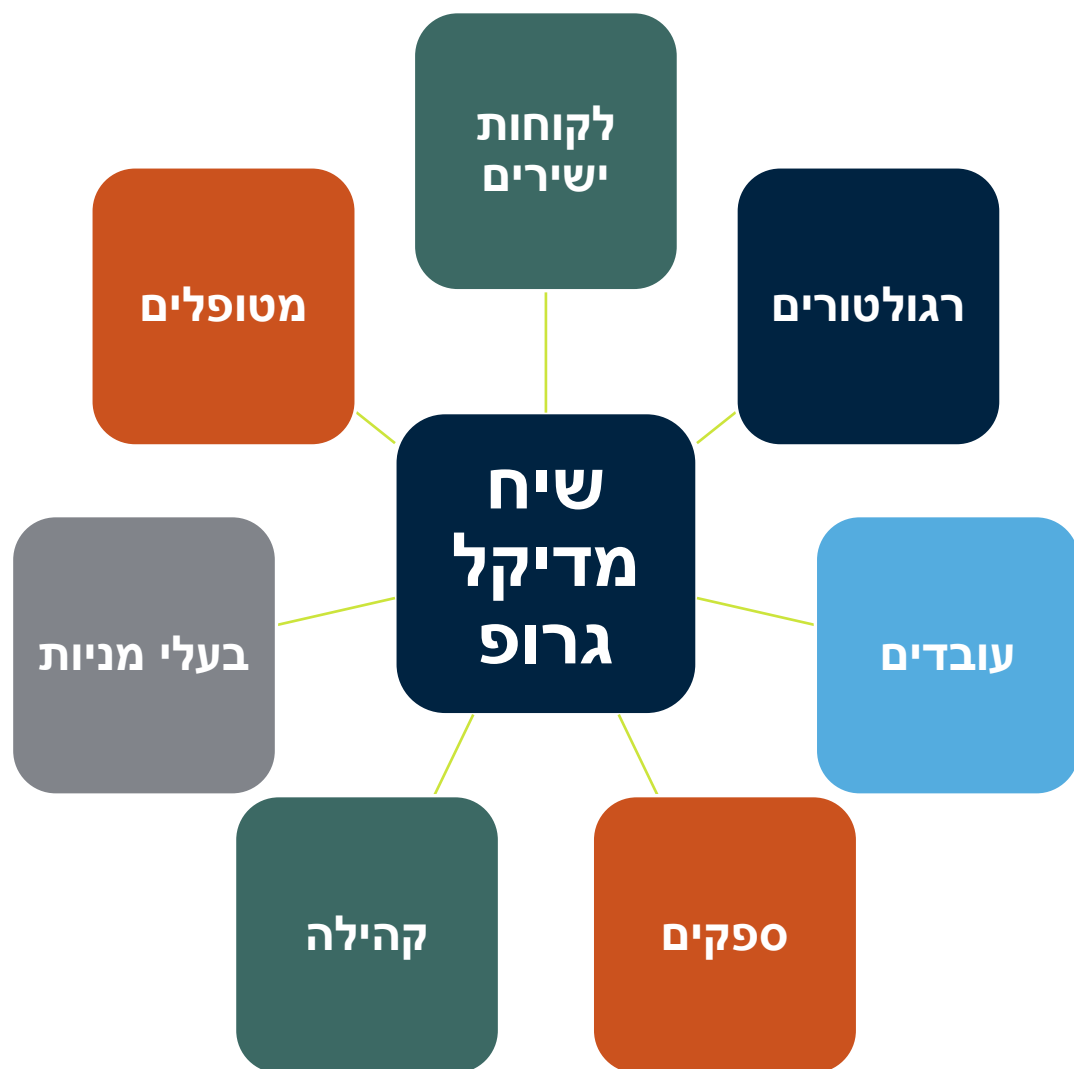 לקוחות
ישירים
רגולטורים
מטופלים
שיח
מדיקל
גרופ
עובדים
בעלי מניות
ספקים
קהילה